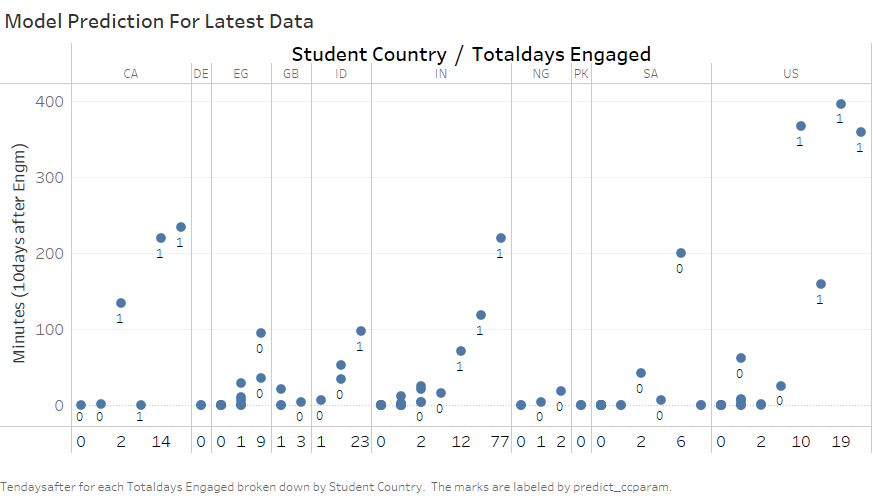 Model Prediction For Latest Data
Student Country / Totaldays Engaged
CA DE EG GB ID IN NG PK SA US
Minutes (10days after Engm)
400
1
1 1
300
1 1
200
1 1 0
1
1
100
1
0 1
1
0
0 0 0 0 0
0
0 0 1 0 0 0 0 0
0 2 14 0 0 1 9 1 3 1 23 0 2 12 77 0 1 2 0 0 2 6 0 2 10 19
Tendaysafter for each Totaldays Engaged broken down by Student Country. The marks are labeled by predict_ccparam.